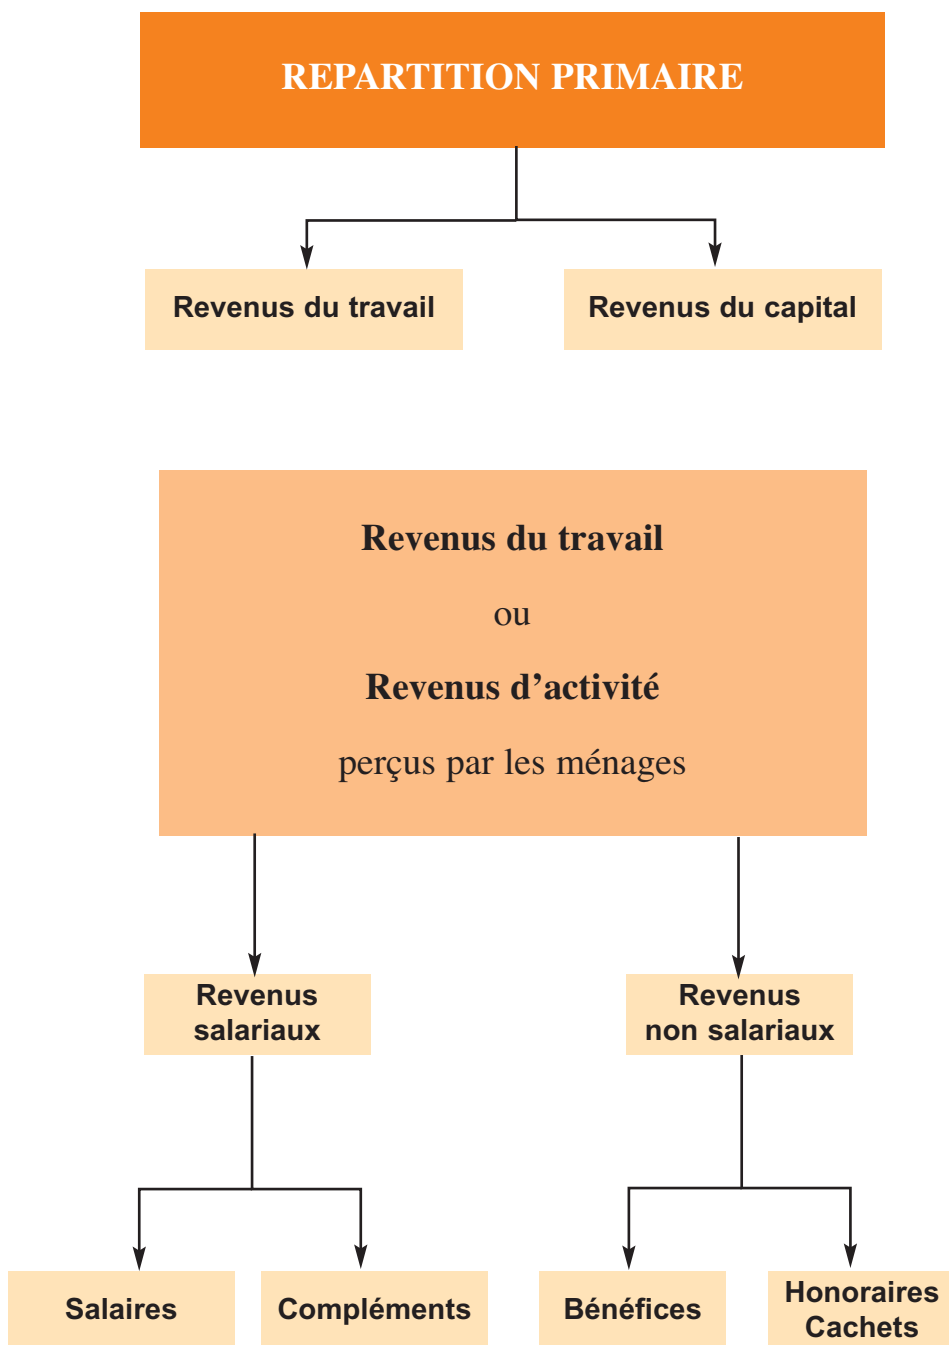 REPARTITION PRIMAIRE
Revenus du travail
Revenus du capital
Revenus du travail
ou
Revenus d’activité
perçus par les ménages
Revenus
salariaux
Revenus
non salariaux
Salaires
Compléments
Bénéfices
Honoraires
Cachets